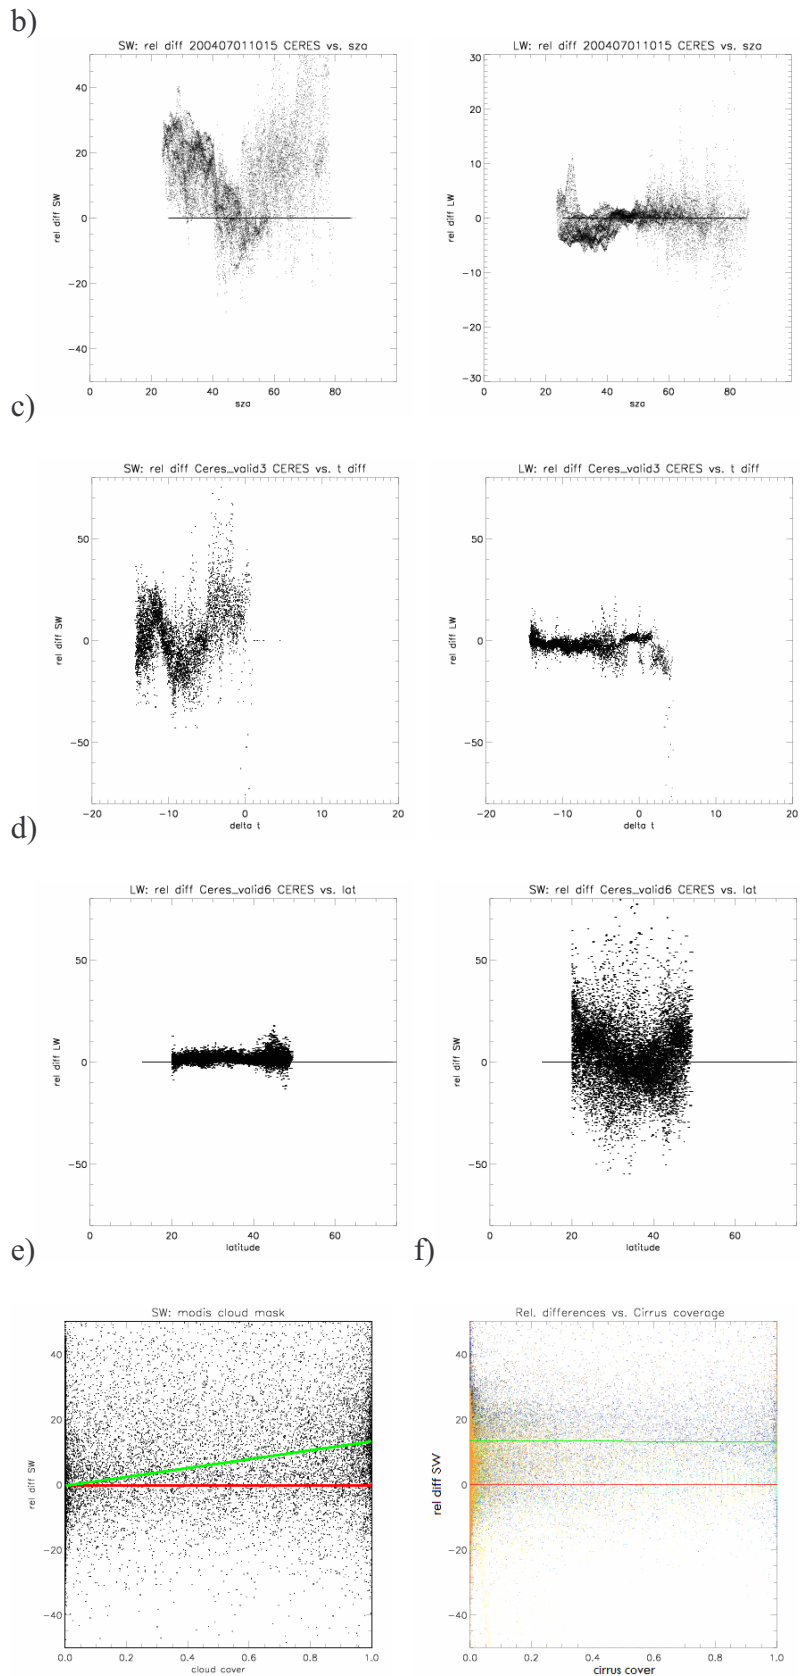 b)
SW: rel diff 200407011015 CERES vs. sza
rel diff SW
40
20
0
−20
−40
0 20 40 60 80
sza
LW: rel diff 200407011015 CERES vs. sza
rel diff LW
30
20
10
0
−10
−20
−30
0 20 40 60 80
sza
c)
SW: rel diff Ceres_valid3 CERES vs. t diff
rel diff SW
50
0
−50
−20 −10 0 10 20
delta t
LW: rel diff Ceres_valid3 CERES vs. t diff
rel diff LW
50
0
−50
−20 −10 0 10 20
delta t
d)
LW: rel diff Ceres_valid6 CERES vs. lat
rel diff LW
50
0
−50
0 20 40 60
latitude
SW: rel diff Ceres_valid6 CERES vs. lat
rel diff SW
50
0
−50
0 20 40 60
latitude
e)
f)
SW: modis cloud mask
rel diff SW
40
20
0
−20
−40
0.0 0.2 0.4 0.6 0.8 1.0
cloud cover
Rel. differences vs. Cirrus coverage
rel diff SW
40
20
0
−20
−40
0.0 0.2 0.4 0.6 0.8 1.0
cirrus cover